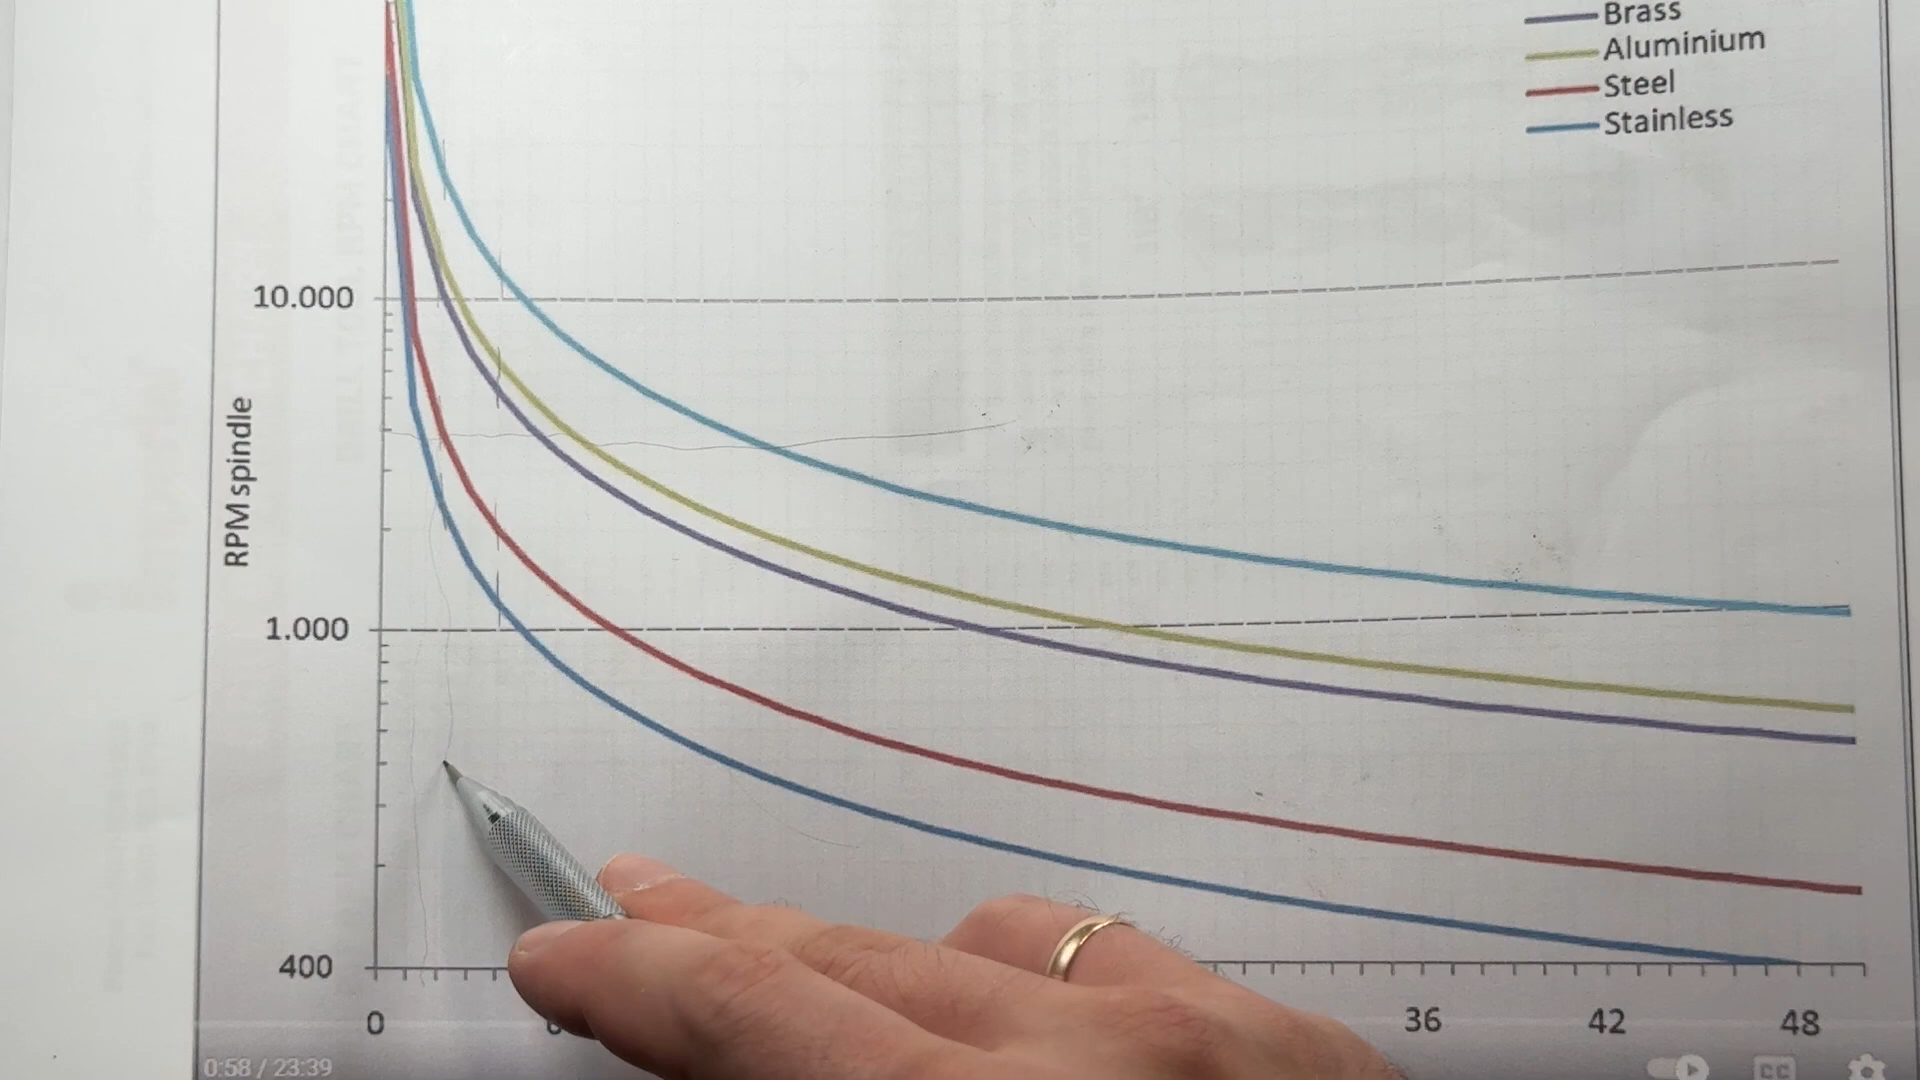 Brass
Aluminium
Steel
Stainless
10.000
RPM spindle
1.000
400
0
36
42
48
0:58 / 23:39
CC